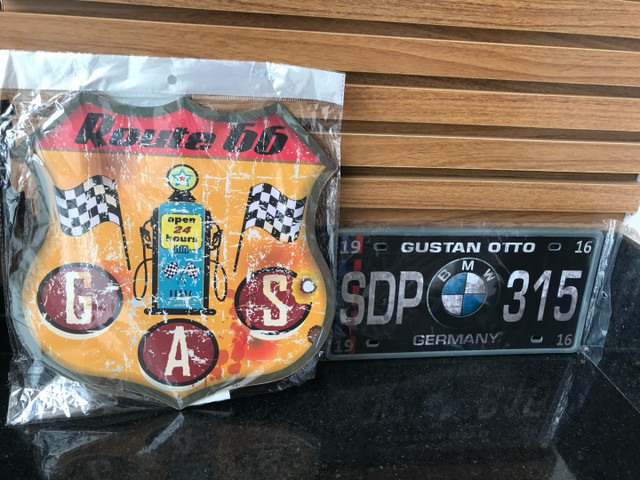 Route 66
open
24
hours
G A S
19 GUSTAN OTTO 16
SDP BMW 315
19 GERMANY 16